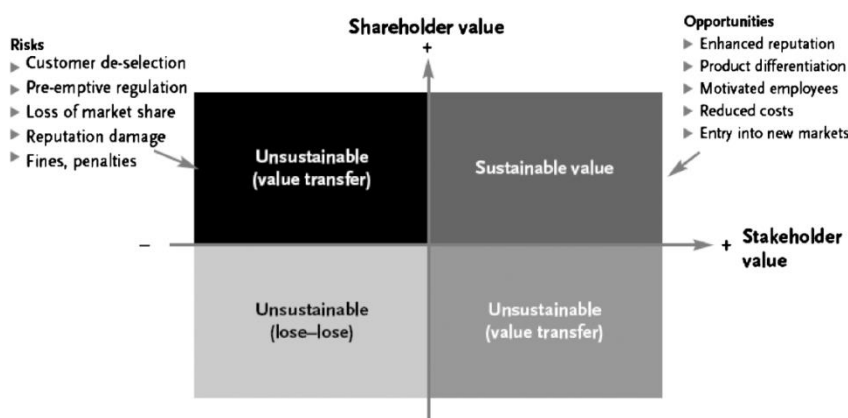 Shareholder value
+
Risks
Customer de-selection
Pre-emptive regulation
Loss of market share
Reputation damage
Fines, penalties
Opportunities
Enhanced reputation
Product differentiation
Motivated employees
Reduced costs
Entry into new markets
Unsustainable
(value transfer)
Sustainable value
–
+ Stakeholder
value
Unsustainable
(lose–lose)
Unsustainable
(value transfer)